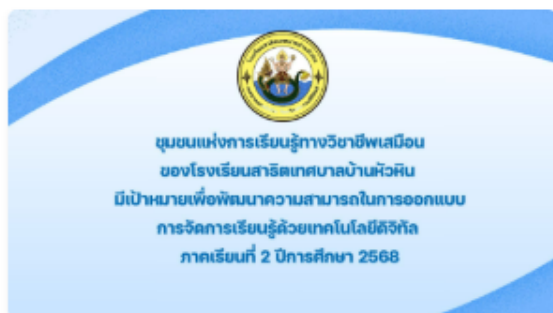 ชุมชนแห่งการเรียนรู้ทางวิชาชีพเสมือน
ของโรงเรียนสาธิตเทศบาลบ้านหัวหิน
มีเป้าหมายเพื่อพัฒนาความสามารถในการออกแบบ
การจัดการเรียนรู้ด้วยเทคโนโลยีดิจิทัล
ภาคเรียนที่ 2 ปีการศึกษา 2568